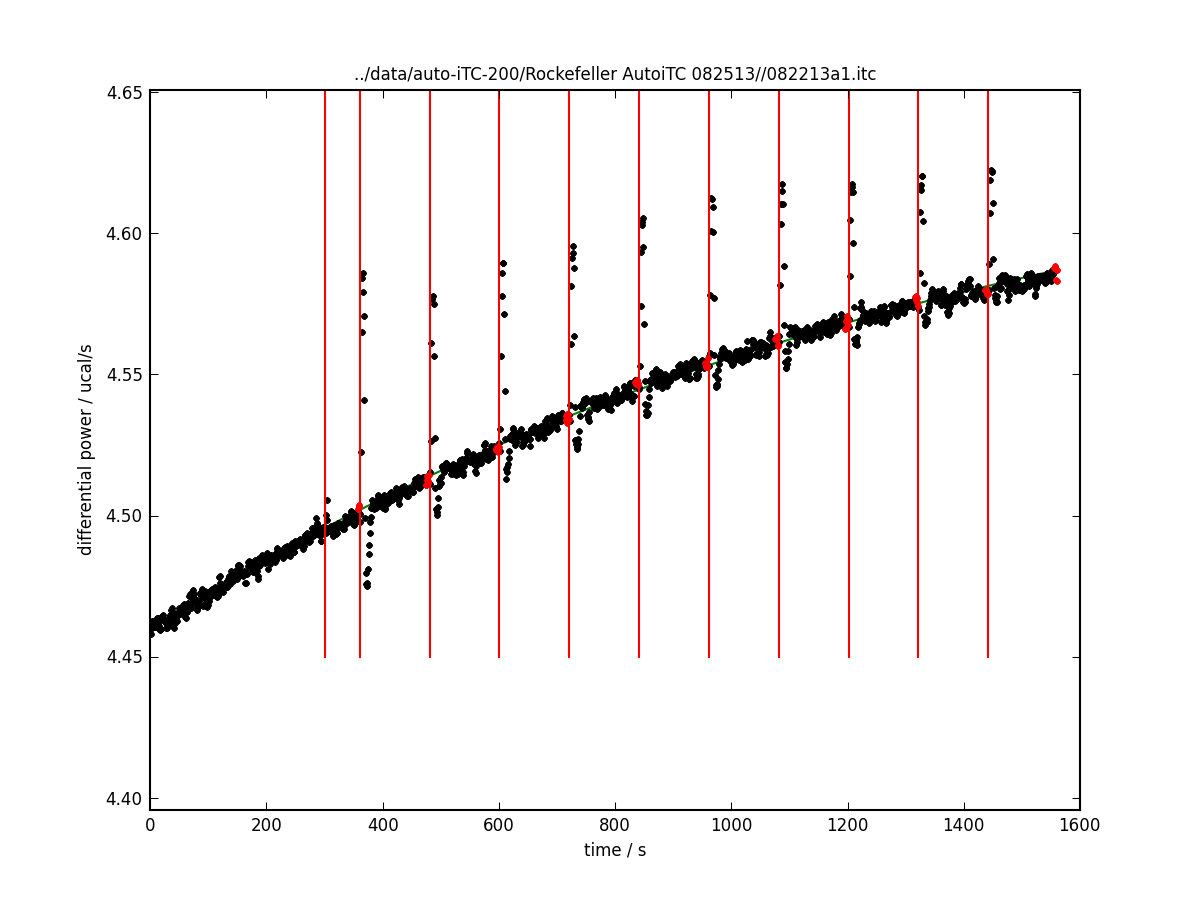 ../data/auto-iTC-200/Rockefeller AutoiTC 082513//082213a1.itc
4.65
4.60
4.55
4.50
4.45
4.40
differential power / ucal/s
0 200 400 600 800 1000 1200 1400 1600
time / s